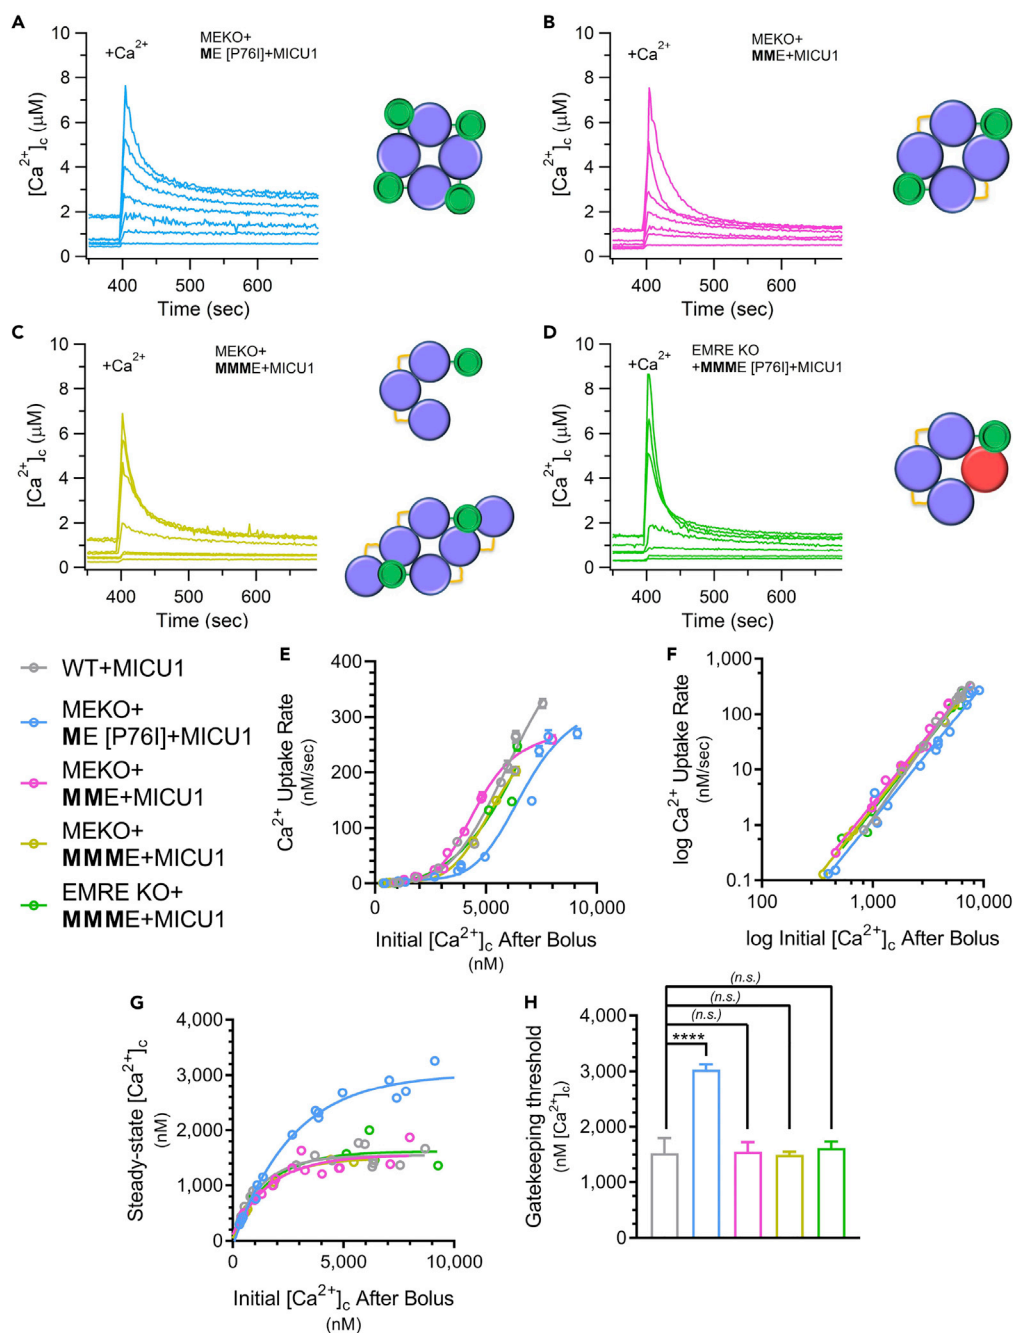 A
10
8
6
4
2
0
[Ca2+]c (μM)
+Ca2+
MEKO+
ME [P76I]+MICU1
400
500
600
Time (sec)
B
10
8
6
4
2
0
[Ca2+]c (μM)
+Ca2+
MEKO+
MME+MICU1
400
500
600
Time (sec)
C
10
8
6
4
2
0
[Ca2+]c (μM)
+Ca2+
MEKO+
MMME+MICU1
400
500
600
Time (sec)
D
10
8
6
4
2
0
[Ca2+]c (μM)
+Ca2+
EMRE KO
+MMME [P76I]+MICU1
400
500
600
Time (sec)
WT+MICU1
MEKO+
ME [P76I]+MICU1
MEKO+
MME+MICU1
MEKO+
MMME+MICU1
EMRE KO+
MMME+MICU1
E
400
300
200
100
0
Ca2+ Uptake Rate
(nM/sec)
0
5,000
10,000
Initial [Ca2+]c After Bolus
(nM)
F
1,000
100
10
1
0.1
log Ca2+ Uptake Rate
(nM/sec)
100
1,000
10,000
log Initial [Ca2+]c After Bolus
G
4,000
3,000
2,000
1,000
0
Steady-state [Ca2+]c
(nM)
0
5,000
10,000
Initial [Ca2+]c After Bolus
(nM)
H
4,000
3,000
2,000
1,000
0
Gatekeeping threshold
(nM [Ca2+]c)
(n.s.)
(n.s.)
(n.s.)
****